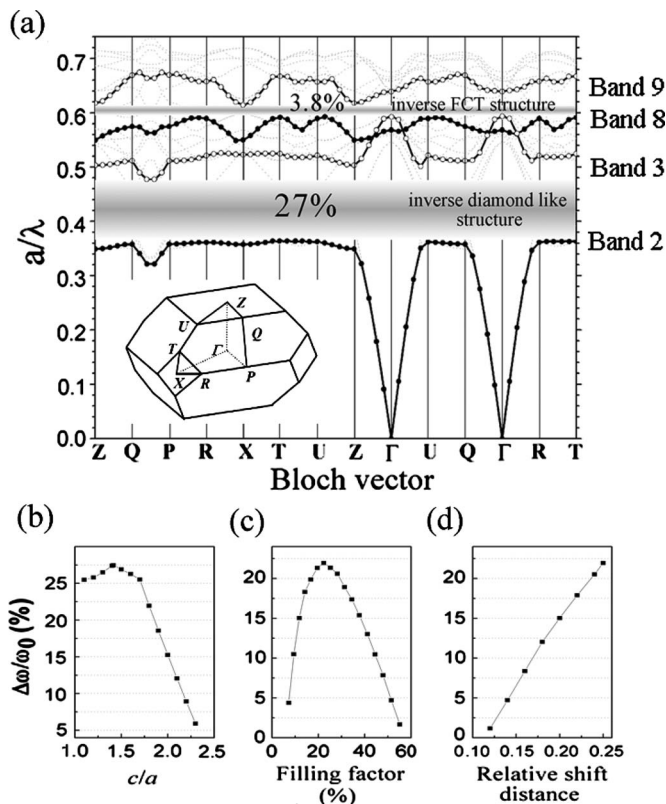 (a)
0.7
0.6
0.5
0.4
0.3
0.2
0.1
0.0
a/λ
3.8% inverse FCT structure
27% inverse diamond like
structure
Band 9
Band 8
Band 3
Band 2
Z
U
Q
T
Γ
X R P
Z Q P R X T U Z Γ U Q Γ R T
Bloch vector
(b) (c) (d)
Δω/ω0 (%)
25
20
15
10
5
1.0 1.5 2.0 2.5
c/a
20
15
10
5
0
0 20 40 60
Filling factor
(%)
20
15
10
5
0
0.10 0.15 0.20 0.25
Relative shift
distance